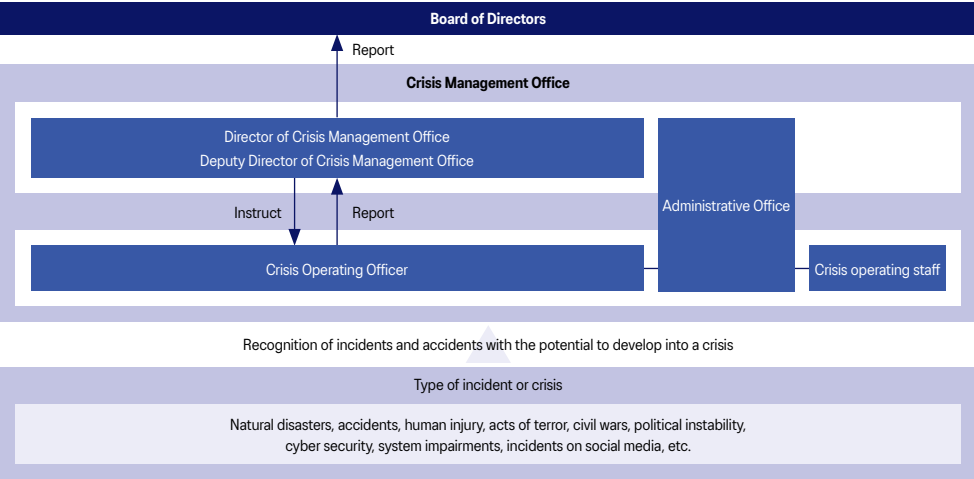 Board of Directors
Report
Crisis Management Office
Director of Crisis Management Office
Deputy Director of Crisis Management Office
Administrative Office
Instruct
Report
Crisis Operating Officer
Crisis operating staff
Recognition of incidents and accidents with the potential to develop into a crisis
Type of incident or crisis
Natural disasters, accidents, human injury, acts of terror, civil wars, political instability,
cyber security, system impairments, incidents on social media, etc.